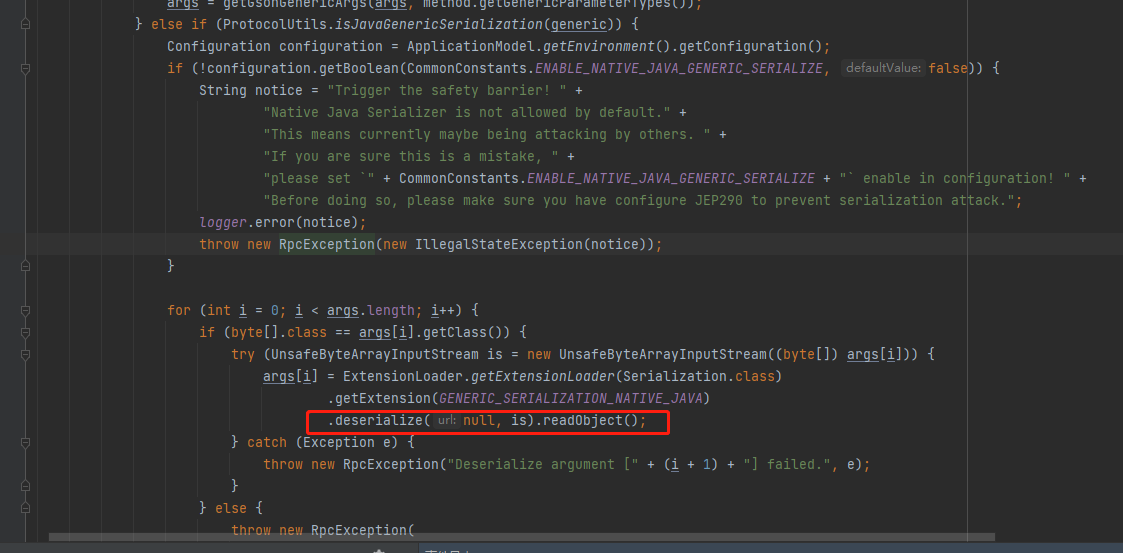 args = getGsonGenericArgs(args, method.getGenericParameterTypes());
} else if (ProtocolUtils.isJavaGenericSerialization(generic)) {
Configuration configuration = ApplicationModel.getEnvironment().getConfiguration();
if (!configuration.getBoolean(CommonConstants.ENABLE_NATIVE_JAVA_GENERIC_SERIALIZE, defaultValue: false)) {
String notice = "Trigger the safety barrier! " +
"Native Java Serializer is not allowed by default." +
"This means currently maybe being attacking by others. " +
"If you are sure this is a mistake, " +
"please set `" + CommonConstants.ENABLE_NATIVE_JAVA_GENERIC_SERIALIZE + "` enable in configuration! " +
"Before doing so, please make sure you have configure JEP290 to prevent serialization attack.";
logger.error(notice);
throw new RpcException(new IllegalStateException(notice));
}
for (int i = 0; i < args.length; i++) {
if (byte[].class == args[i].getClass()) {
try (UnsafeByteArrayInputStream is = new UnsafeByteArrayInputStream((byte[]) args[i])) {
args[i] = ExtensionLoader.getExtensionLoader(Serialization.class)
.getExtension(GENERIC_SERIALIZATION_NATIVE_JAVA)
.deserialize( url: null, is).readObject();
} catch (Exception e) {
throw new RpcException("Deserialize argument [" + (i + 1) + "] failed.", e);
}
} else {
throw new RpcException(